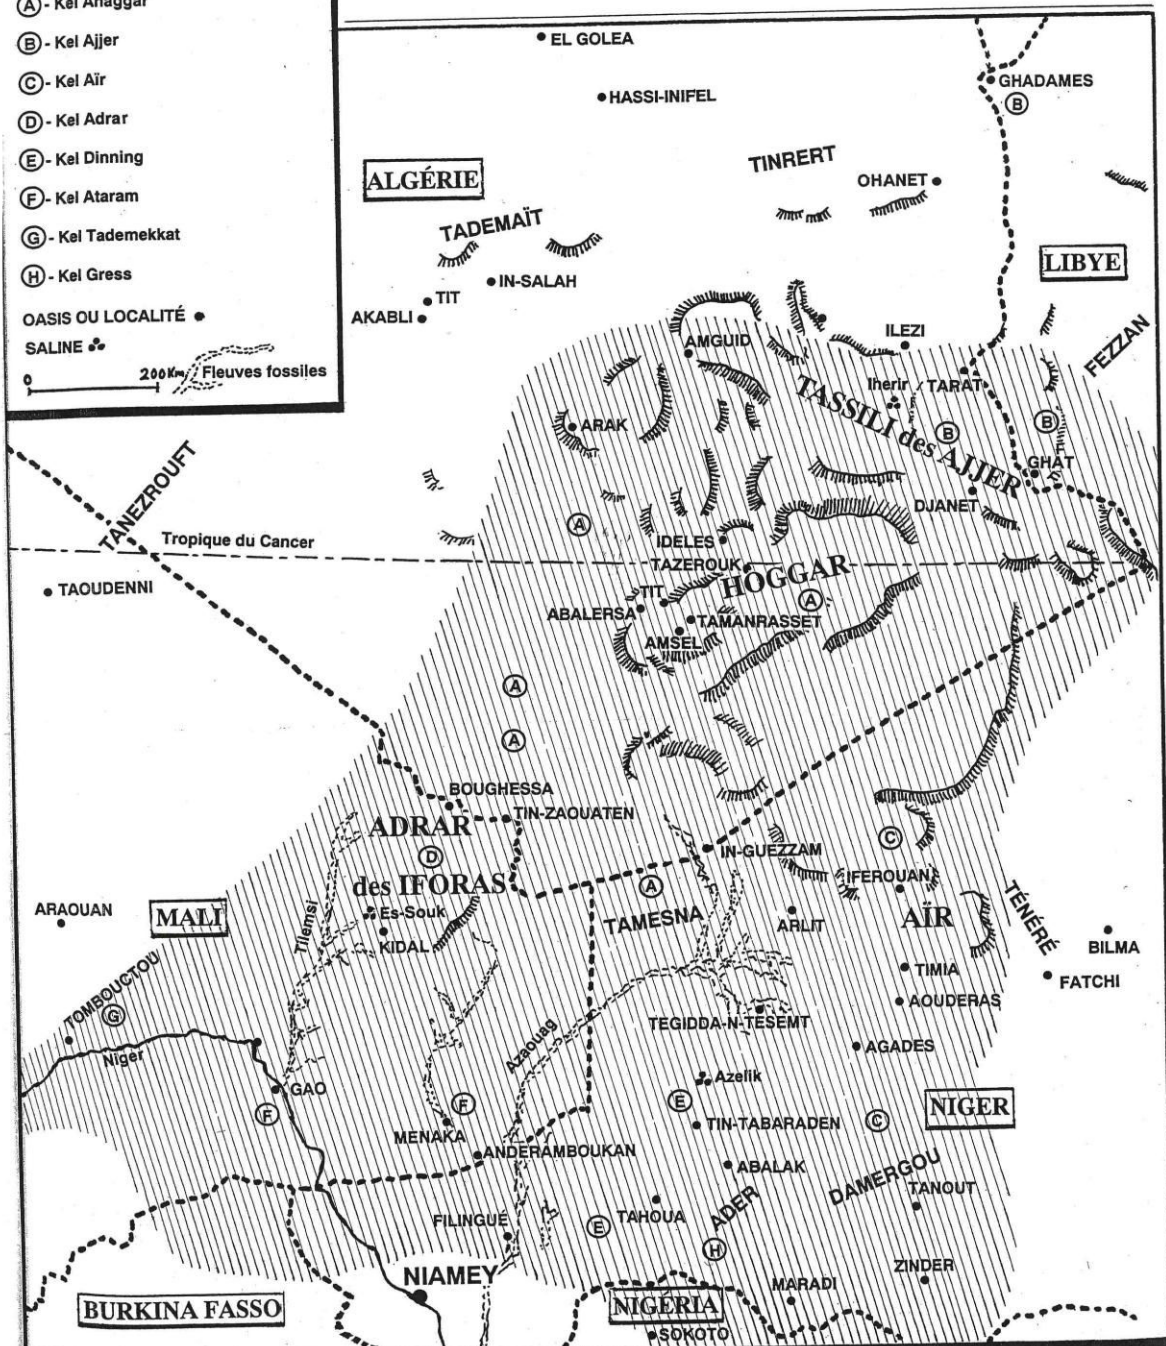 Ⓐ - Kel Ahaggar
Ⓑ - Kel Ajjer
Ⓒ - Kel Aïr
Ⓓ - Kel Adrar
Ⓔ - Kel Dinning
Ⓕ - Kel Ataram
Ⓖ - Kel Tademekkat
Ⓗ - Kel Gress
OASIS OU LOCALITÉ
SALINE
0 200 Km Fleuves fossiles
EL GOLEA
HASSI-INIFEL
GHADAMES
Ⓑ
TINRERT
ALGÉRIE
OHANET
TADEMAÏT
LIBYE
IN-SALAH
TIT
AKABLI
ILEZI
AMGUID
FEZZAN
Iherir
TARAT
TASSILI des AJJER
Ⓑ
Ⓑ
ARAK
GHAT
DJANET
TANEZROUFT
Ⓐ
Tropique du Cancer
IDELES
TAZEROUK
HOGGAR
TAOUDENNI
TIT
Ⓐ
ABALERSA
TAMANRASSET
AMSEL
Ⓐ
Ⓐ
BOUGHESSA
TIN-ZAOUATEN
ADRAR
Ⓓ
des IFORAS
IN-GUEZZAM
Ⓒ
IFEROUAN
Ⓐ
TAMESNA
ARAOUAN
MALI
Tilemsi
Es-Souk
KIDAL
ARLIT
AÏR
TÉNÉRÉ
BILMA
FATCHI
TIMIA
AOUDERAS
TOMBOUCTOU
Ⓖ
TEGIDDA-N-TESEMT
Niger
Azaouag
AGADES
GAO
Azelik
Ⓕ
Ⓕ
Ⓔ
Ⓒ
NIGER
MENAKA
TIN-TABARADEN
ANDERAMBOUKAN
ABALAK
DAMERGOU
TANOUT
FILINGUÉ
Ⓔ
TAHOUA
ADER
Ⓗ
ZINDER
NIAMEY
MARADI
BURKINA FASSO
NIGÉRIA
SOKOTO